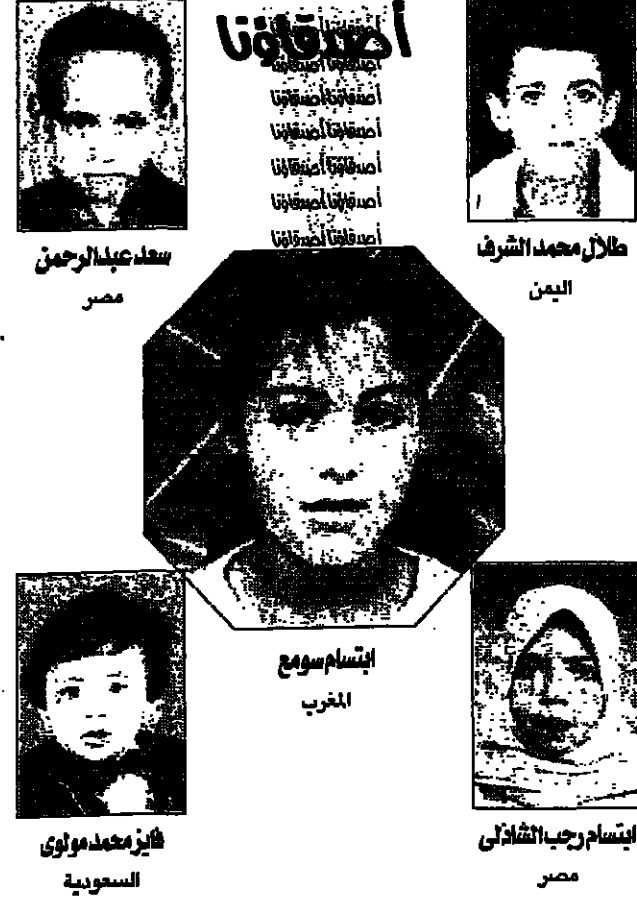 أصدقاؤنا
أصدقاؤنا أصدقاؤنا
أصدقاؤنا أصدقاؤنا
أصدقاؤنا أصدقاؤنا
أصدقاؤنا أصدقاؤنا
أصدقاؤنا أصدقاؤنا
أصدقاؤنا أصدقاؤنا
طلال محمد الشرف
اليمن
سعد عبدالرحمن
مصر
ابتسام سومع
المغرب
ابتسام رجب الشاذلى
مصر
فايز محمد مولوى
السعودية